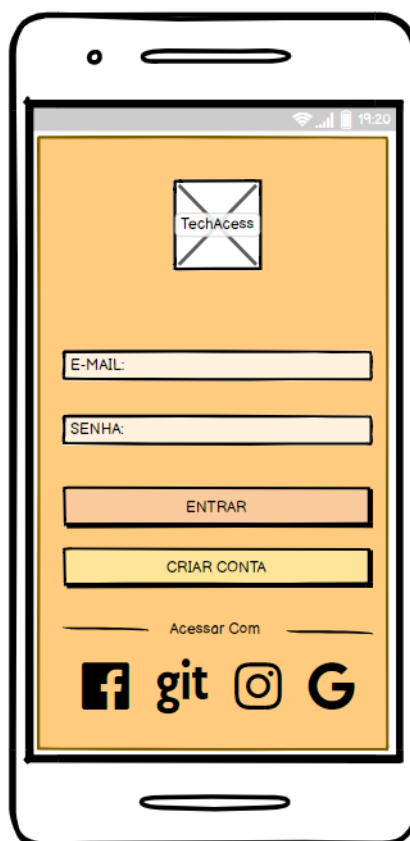 19:20
TechAcess
E-MAIL:
SENHA:
ENTRAR
CRIAR CONTA
Acessar Com
git